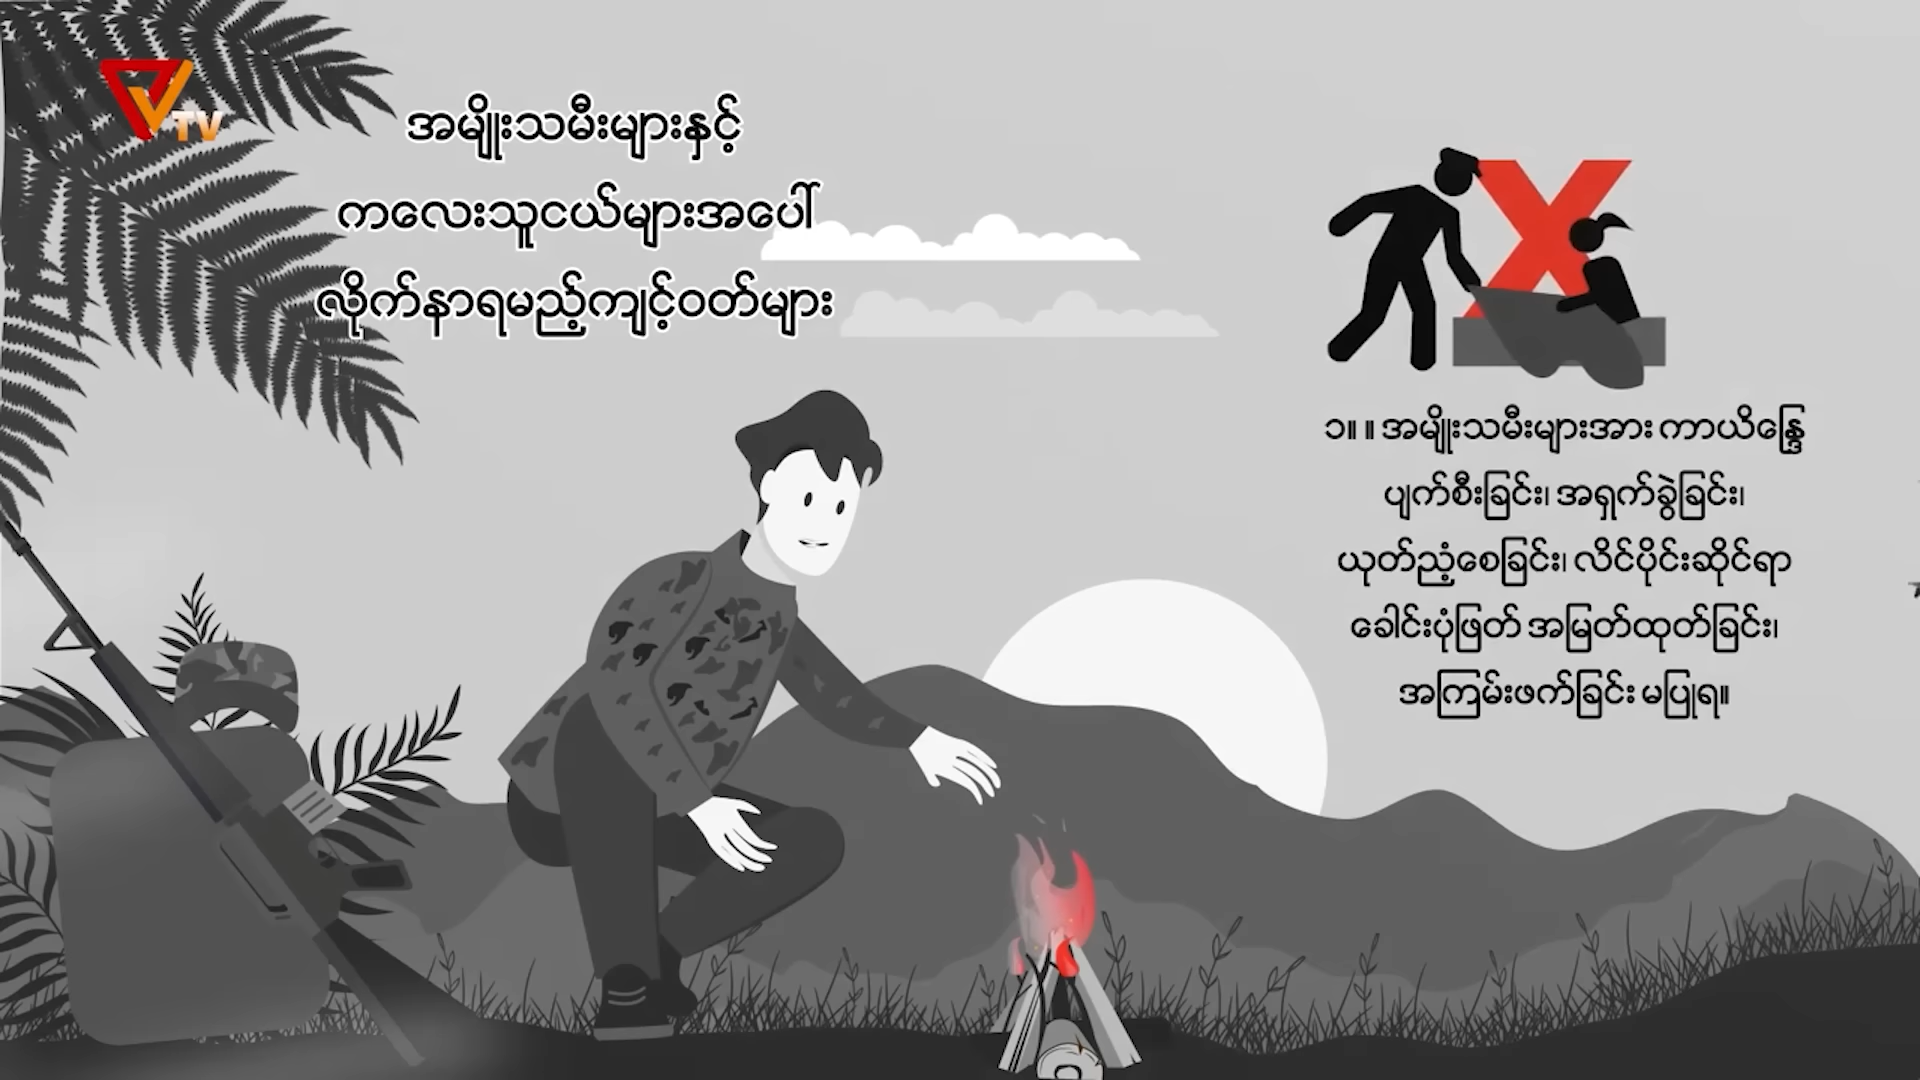 TV
အမျိုးသမီးများနှင့်
ကလေးသူငယ်များအပေါ်
လိုက်နာရမည့်ကျင့်ဝတ်များ
၁။ ။ အမျိုးသမီးများအား ကာယိန္ဒြေ
ပျက်စီးခြင်း၊ အရှက်ခွဲခြင်း၊
ယုတ်ညံ့စေခြင်း၊ လိင်ပိုင်းဆိုင်ရာ
ခေါင်းပုံဖြတ် အမြတ်ထုတ်ခြင်း၊
အကြမ်းဖက်ခြင်း မပြုရ။